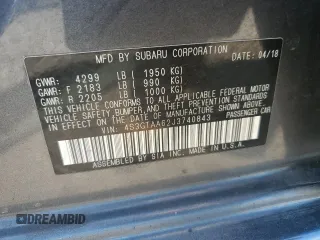 MFD BY SUBARU CORPORATION DATE: 04/18
GVWR: 4299 LB ( 1950 KG)
GAWR: F 2183 LB ( 990 KG)
GAWR: R 2205 LB ( 1000 KG)
THIS VEHICLE CONFORMS TO ALL APPLICABLE FEDERAL MOTOR
VEHICLE SAFETY, BUMPER, AND THEFT PREVENTION STANDARDS
IN EFFECT ON THE DATE OF MANUFACTURE SHOWN ABOVE.
VIN: 4S3GTAA62J3740843 PASSENGER CAR
ASSEMBLED BY SIA INC. MADE IN U.S.A.
DREAMBID